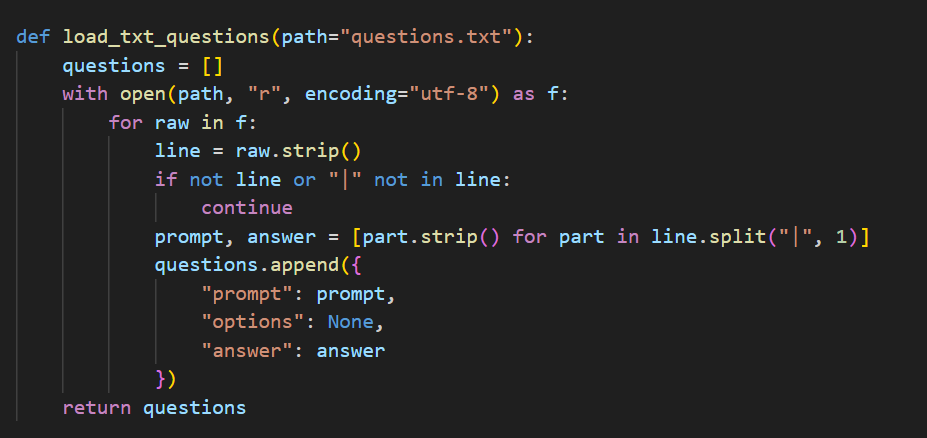 def load_txt_questions(path="questions.txt"):
    questions = []
    with open(path, "r", encoding="utf-8") as f:
        for raw in f:
            line = raw.strip()
            if not line or "|" not in line:
                continue
            prompt, answer = [part.strip() for part in line.split("|", 1)]
            questions.append({
                "prompt": prompt,
                "options": None,
                "answer": answer
            })
    return questions